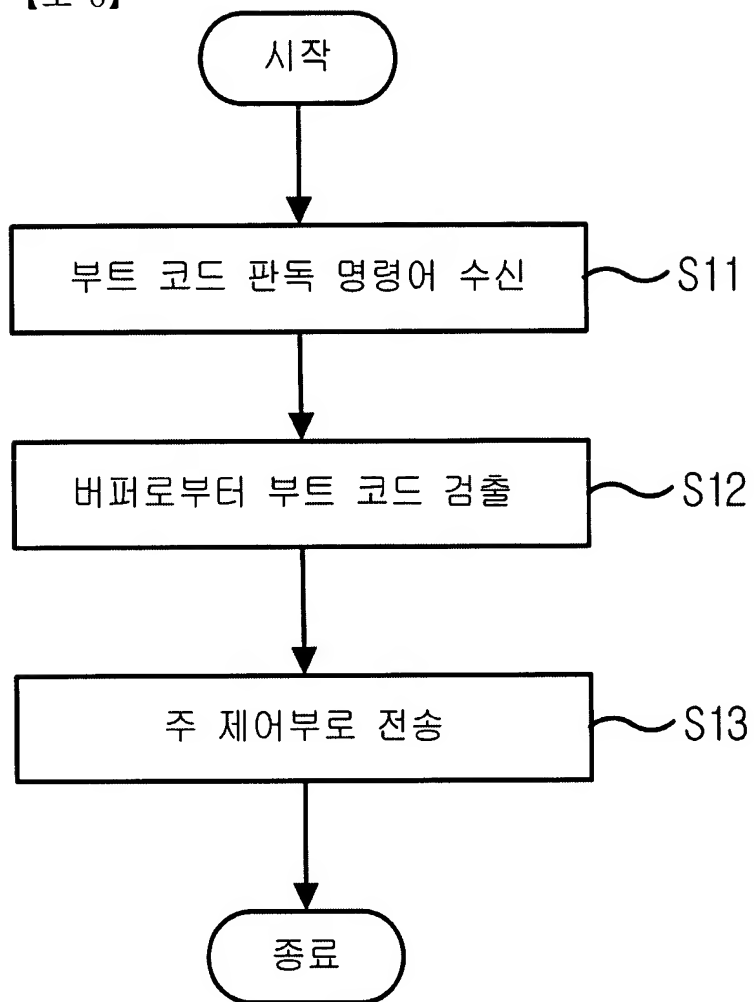 시작
부트 코드 판독 명령어 수신
S11
버퍼로부터 부트 코드 검출
S12
주 제어부로 전송
S13
종료